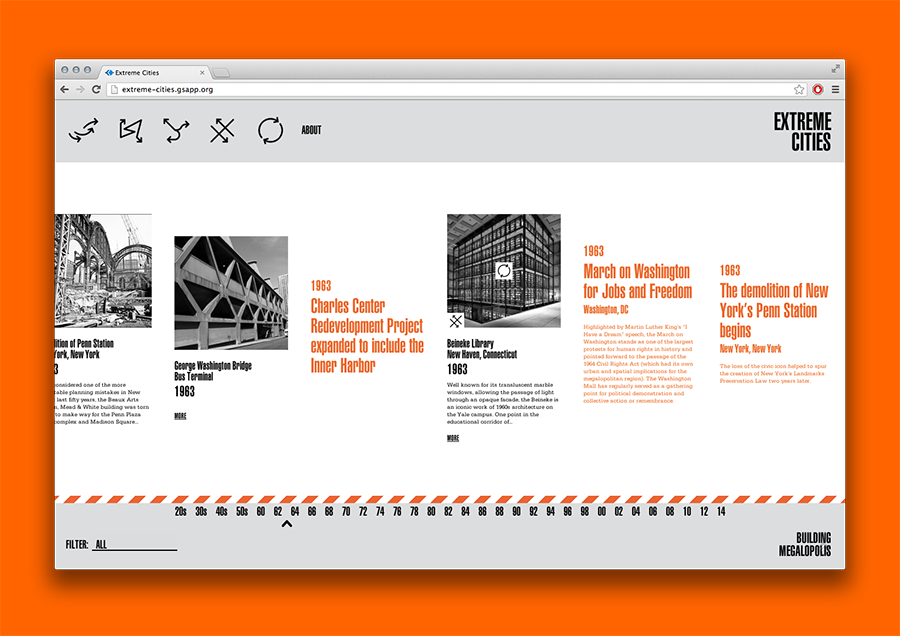 Extreme Cities
extreme-cities.gsapp.org
ABOUT
EXTREME
CITIES
lition of Penn Station
York, New York
3
onsidered one of the more
table planning mistakes in New
last fifty years, the Beaux Arts
, Mead & White building was torn
to make way for the Penn Plaza
complex and Madison Square...
George Washington Bridge
Bus Terminal
1963
MORE
1963
Charles Center
Redevelopment Project
expanded to include the
Inner Harbor
Beineke Library
New Haven, Connecticut
1963
Well known for its translucent marble
windows, allowing the passage of light
through an opaque facade, the Beineke is
an iconic work of 1960s architecture on
the Yale campus. One point in the
educational corridor of...
MORE
1963
March on Washington
for Jobs and Freedom
Washington, DC
Highlighted by Martin Luther King's "I
Have a Dream" speech, the March on
Washington stands as one of the largest
protests for human rights in history and
pointed forward to the passage of the
1964 Civil Rights Act (which had its own
urban and spatial implications for the
megalopolitan region). The Washington
Mall has regularly served as a gathering
point for political demonstration and
collective action or remembrance.
1963
The demolition of New
York's Penn Station
begins
New York, New York
The loss of the civic icon helped to spur
the creation of New York's Landmarks
Preservation Law two years later.
20s 30s 40s 50s 60 62 64 66 68 70 72 74 76 78 80 82 84 86 88 90 92 94 96 98 00 02 04 06 08 10 12 14
FILTER: ALL
BUILDING
MEGALOPOLIS